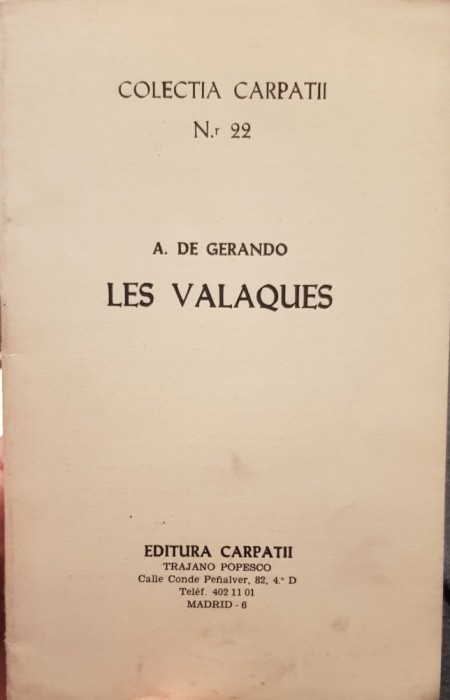 COLECTIA CARPATII
N.r 22
A. DE GERANDO
LES VALAQUES
EDITURA CARPATII
TRAJANO POPESCO
Calle Conde Peñalver, 82, 4.° D
Teléf. 402 11 01
MADRID - 6